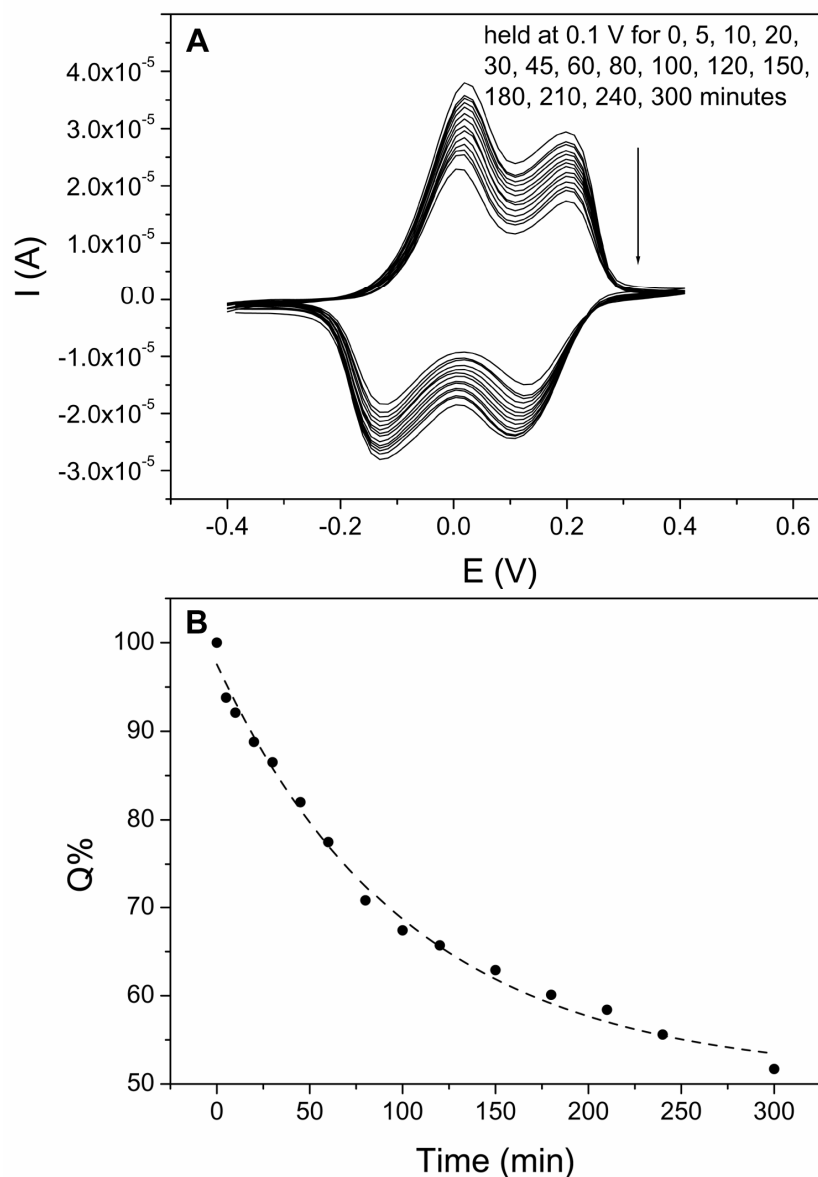 A
held at 0.1 V for 0, 5, 10, 20,
30, 45, 60, 80, 100, 120, 150,
180, 210, 240, 300 minutes
4.0x10-5
3.0x10-5
2.0x10-5
1.0x10-5
0.0
-1.0x10-5
-2.0x10-5
-3.0x10-5
I (A)
-0.4 -0.2 0.0 0.2 0.4 0.6
E (V)
B
100
90
80
70
60
50
Q%
0 50 100 150 200 250 300
Time (min)